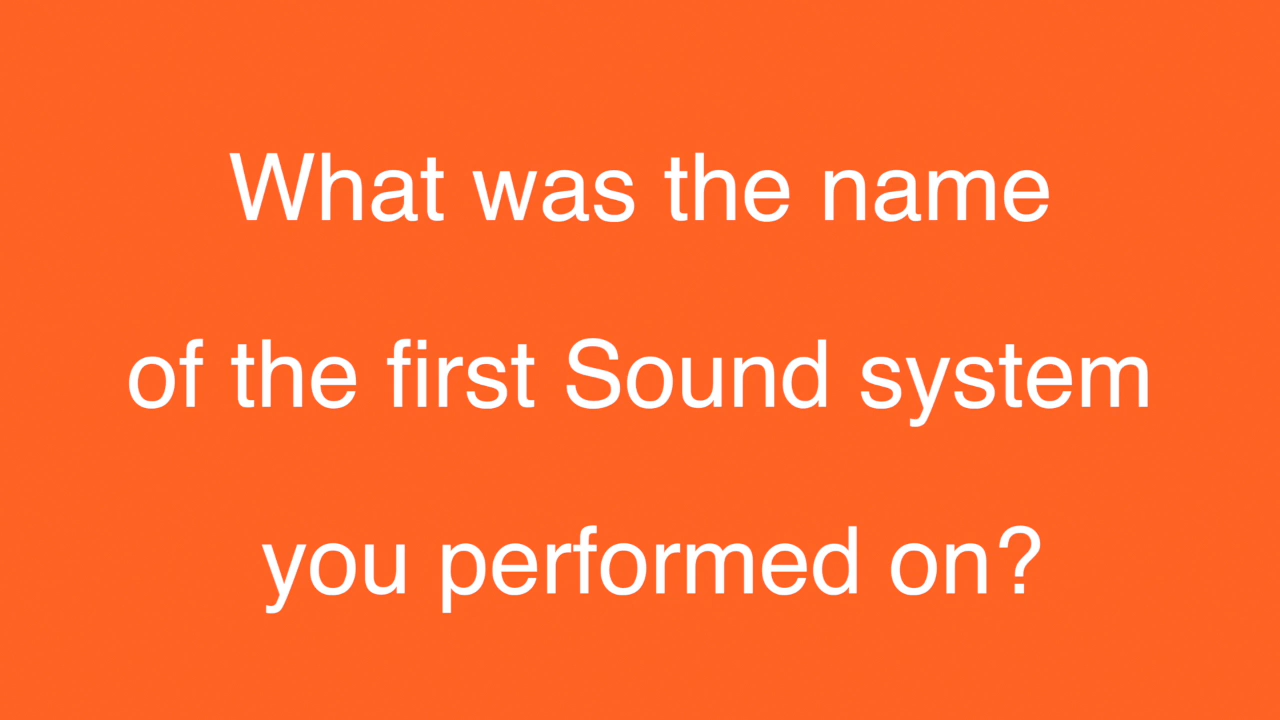 What was the name
of the first Sound system
you performed on?